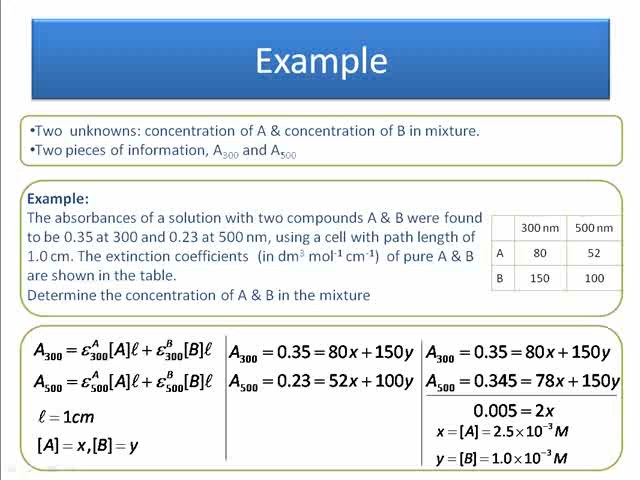 Example
•Two unknowns: concentration of A & concentration of B in mixture.
•Two pieces of information, A₃₀₀ and A₅₀₀
Example:
The absorbances of a solution with two compounds A & B were found
to be 0.35 at 300 and 0.23 at 500 nm, using a cell with path length of
1.0 cm. The extinction coefficients (in dm³ mol⁻¹ cm⁻¹) of pure A & B
are shown in the table.
Determine the concentration of A & B in the mixture
300 nm 500 nm
A 80 52
B 150 100
A₃₀₀ = ε₃₀₀ᴬ[A]ℓ + ε₃₀₀ᴮ[B]ℓ
A₅₀₀ = ε₅₀₀ᴬ[A]ℓ + ε₅₀₀ᴮ[B]ℓ
ℓ = 1cm
[A] = x,[B] = y
A₃₀₀ = 0.35 = 80x + 150y
A₅₀₀ = 0.23 = 52x + 100y
A₃₀₀ = 0.35 = 80x + 150y
A₅₀₀ = 0.345 = 78x + 150y
0.005 = 2x
x = [A] = 2.5 × 10⁻³ M
y = [B] = 1.0 × 10⁻³ M